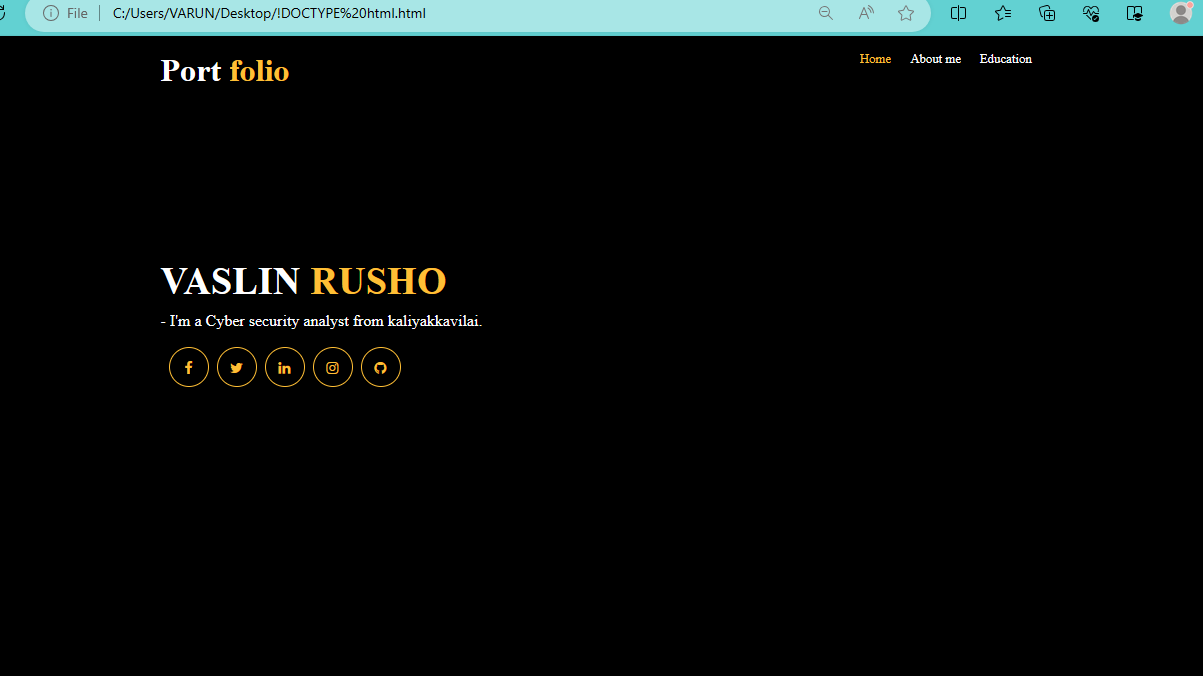 File C:/Users/VARUN/Desktop/!DOCTYPE%20html.html
Port folio
Home About me Education
VASLIN RUSHO
- I'm a Cyber security analyst from kaliyakkavilai.